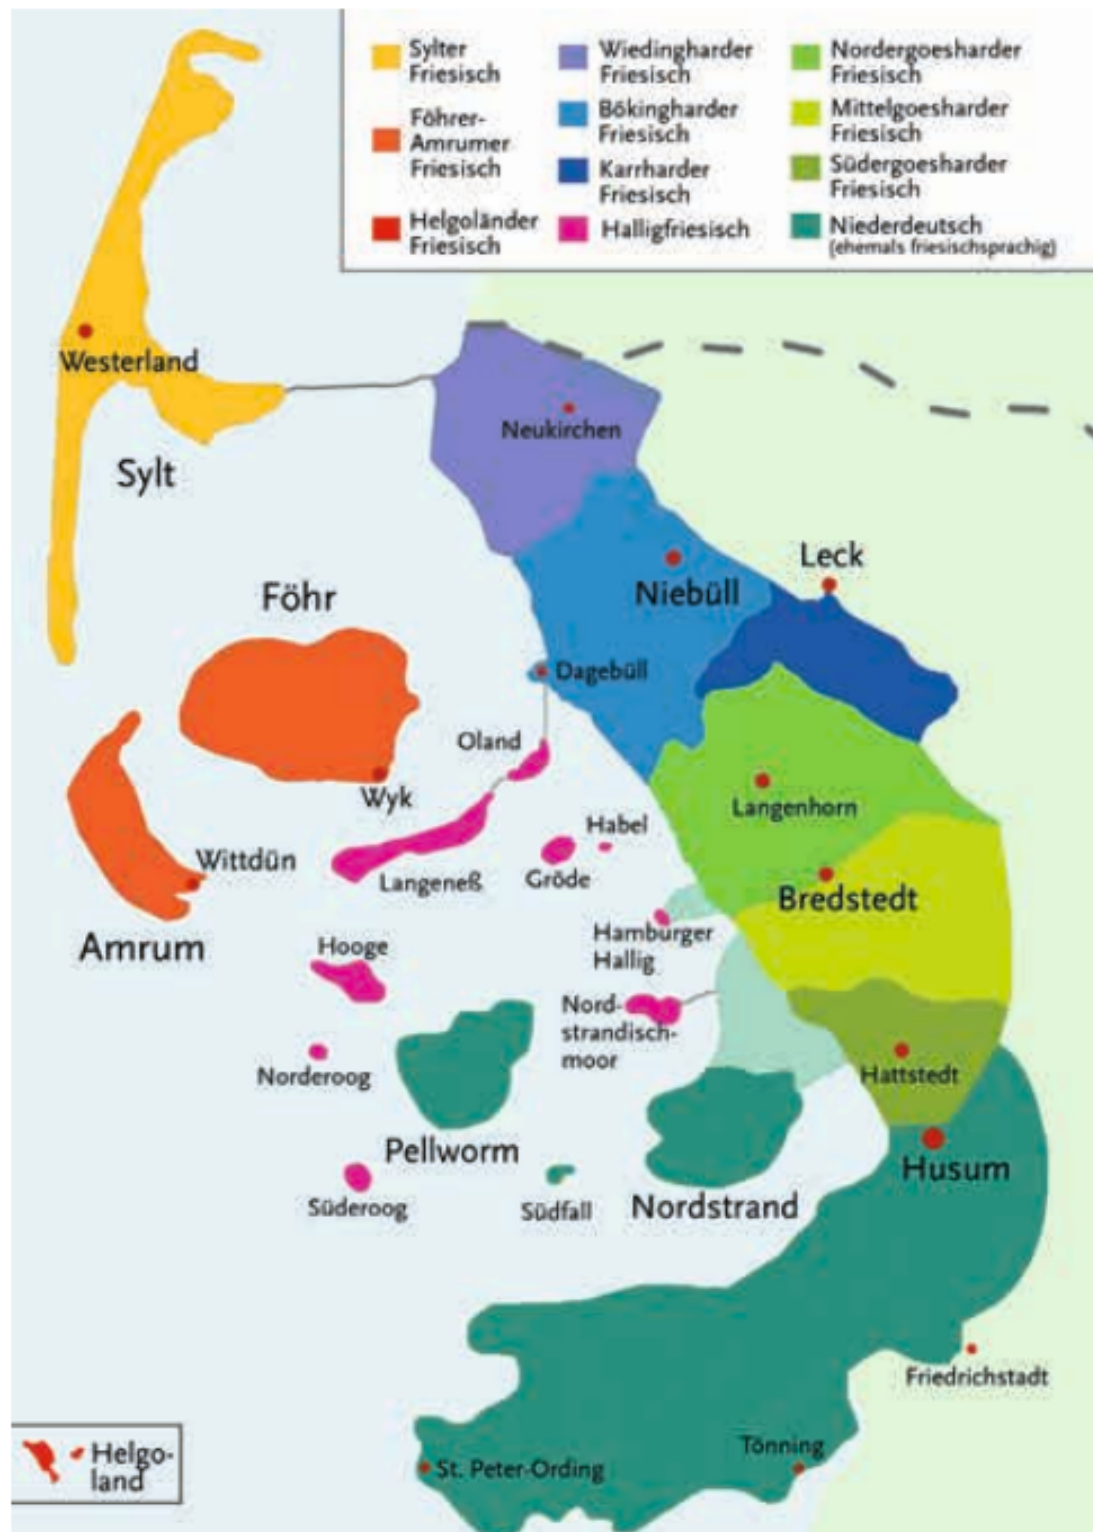 Sylter
Friesisch
Föhrer-
Amrumer
Friesisch
Helgoländer
Friesisch
Wiedingharder
Friesisch
Bökingharder
Friesisch
Karrharder
Friesisch
Halligfriesisch
Nordergoesharder
Friesisch
Mittelgoesharder
Friesisch
Südergoesharder
Friesisch
Niederdeutsch
(ehemals friesischsprachig)
Westerland
Sylt
Neukirchen
Leck
Niebüll
Föhr
Dagebüll
Oland
Wyk
Langenhorn
Habel
Wittdün
Langeneß
Gröde
Bredstedt
Amrum
Hooge
Hamburger
Hallig
Nord-
strandisch-
moor
Norderoog
Hattstedt
Pellworm
Husum
Süderoog
Südfall
Nordstrand
Friedrichstadt
Tönning
St. Peter-Ording
Helgo-
land